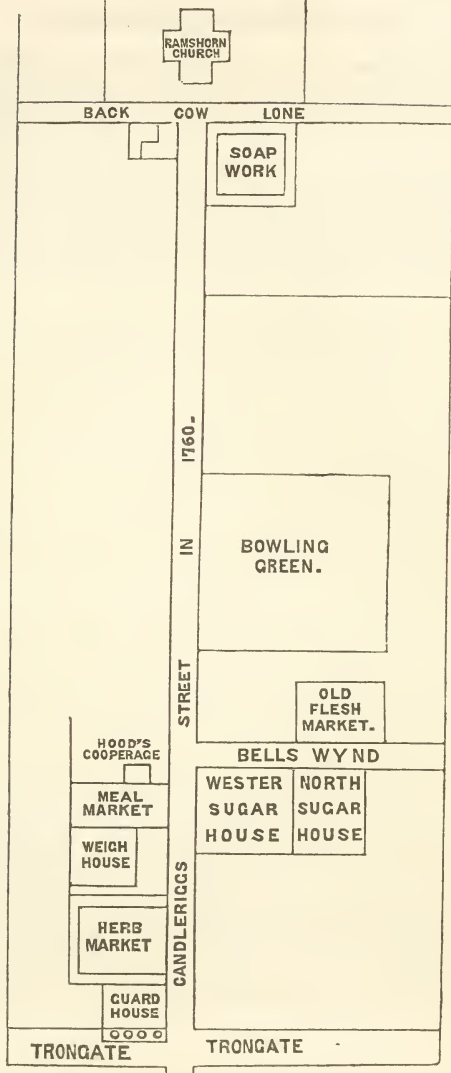 RAMSHORN
CHURCH
BACK COW LONE
SOAP
WORK
CANDLERIGGS STREET IN 1760.
BOWLING
GREEN.
OLD
FLESH
MARKET.
BELLS WYND
HOOD'S
COOPERAGE
MEAL
MARKET
WESTER
SUGAR
HOUSE
NORTH
SUGAR
HOUSE
WEIGH
HOUSE
HERB
MARKET
GUARD
HOUSE
TRONGATE
TRONGATE